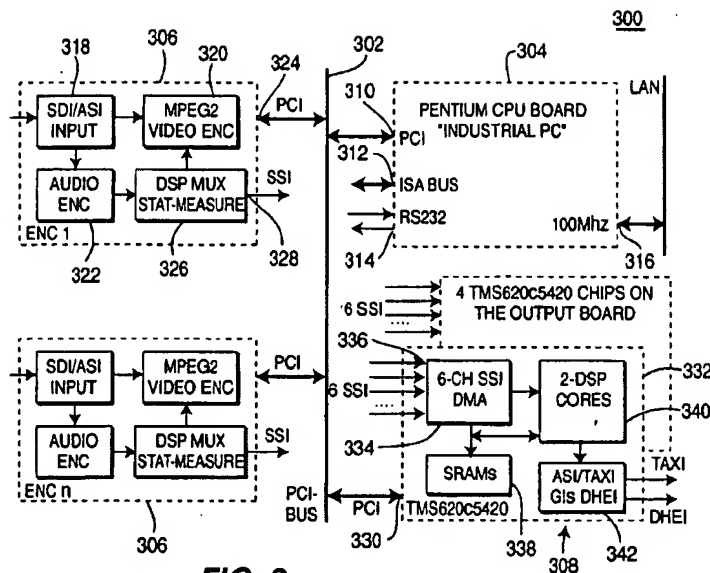 300
318
306
320
324
302
304
LAN
SDI/ASI
INPUT
MPEG2
VIDEO ENC
PCI
310
PCI
PENTIUM CPU BOARD
"INDUSTRIAL PC"
312
ISA BUS
AUDIO
ENC
DSP MUX
STAT-MEASURE
SSI
RS232
100Mhz
ENC 1
322
326
328
314
316
6 SSI
....
4 TMS620c5420 CHIPS ON
THE OUTPUT BOARD
336
SDI/ASI
INPUT
MPEG2
VIDEO ENC
PCI
6 SSI
....
6-CH SSI
DMA
2-DSP
CORES
332
340
AUDIO
ENC
DSP MUX
STAT-MEASURE
SSI
334
TAXI
ENC n
SRAMs
ASI/TAXI
GIs DHEI
306
PCI-
BUS
PCI
330
TMS620c5420
338
308
342
DHEI